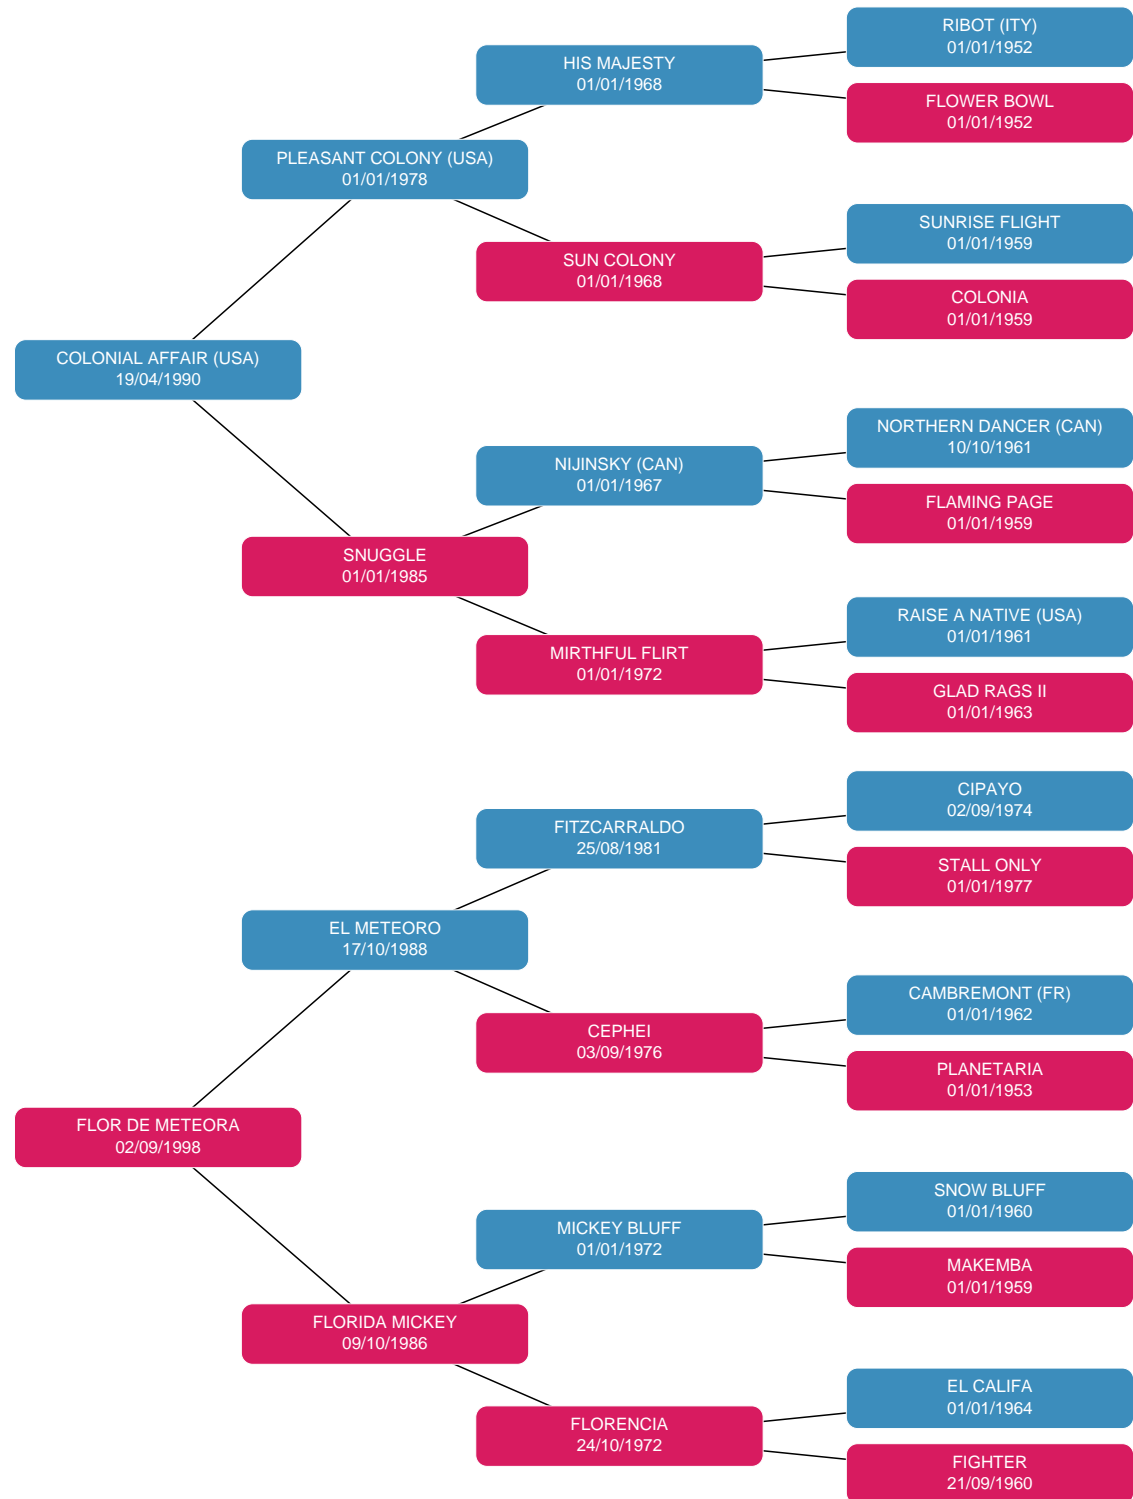 RIBOT (ITY)
01/01/1952
HIS MAJESTY
01/01/1968
FLOWER BOWL
01/01/1952
PLEASANT COLONY (USA)
01/01/1978
SUNRISE FLIGHT
01/01/1959
SUN COLONY
01/01/1968
COLONIA
01/01/1959
COLONIAL AFFAIR (USA)
19/04/1990
NORTHERN DANCER (CAN)
10/10/1961
NIJINSKY (CAN)
01/01/1967
FLAMING PAGE
01/01/1959
SNUGGLE
01/01/1985
RAISE A NATIVE (USA)
01/01/1961
MIRTHFUL FLIRT
01/01/1972
GLAD RAGS II
01/01/1963
CIPAYO
02/09/1974
FITZCARRALDO
25/08/1981
STALL ONLY
01/01/1977
EL METEORO
17/10/1988
CAMBREMONT (FR)
01/01/1962
CEPHEI
03/09/1976
PLANETARIA
01/01/1953
FLOR DE METEORA
02/09/1998
SNOW BLUFF
01/01/1960
MICKEY BLUFF
01/01/1972
MAKEMBA
01/01/1959
FLORIDA MICKEY
09/10/1986
EL CALIFA
01/01/1964
FLORENCIA
24/10/1972
FIGHTER
21/09/1960